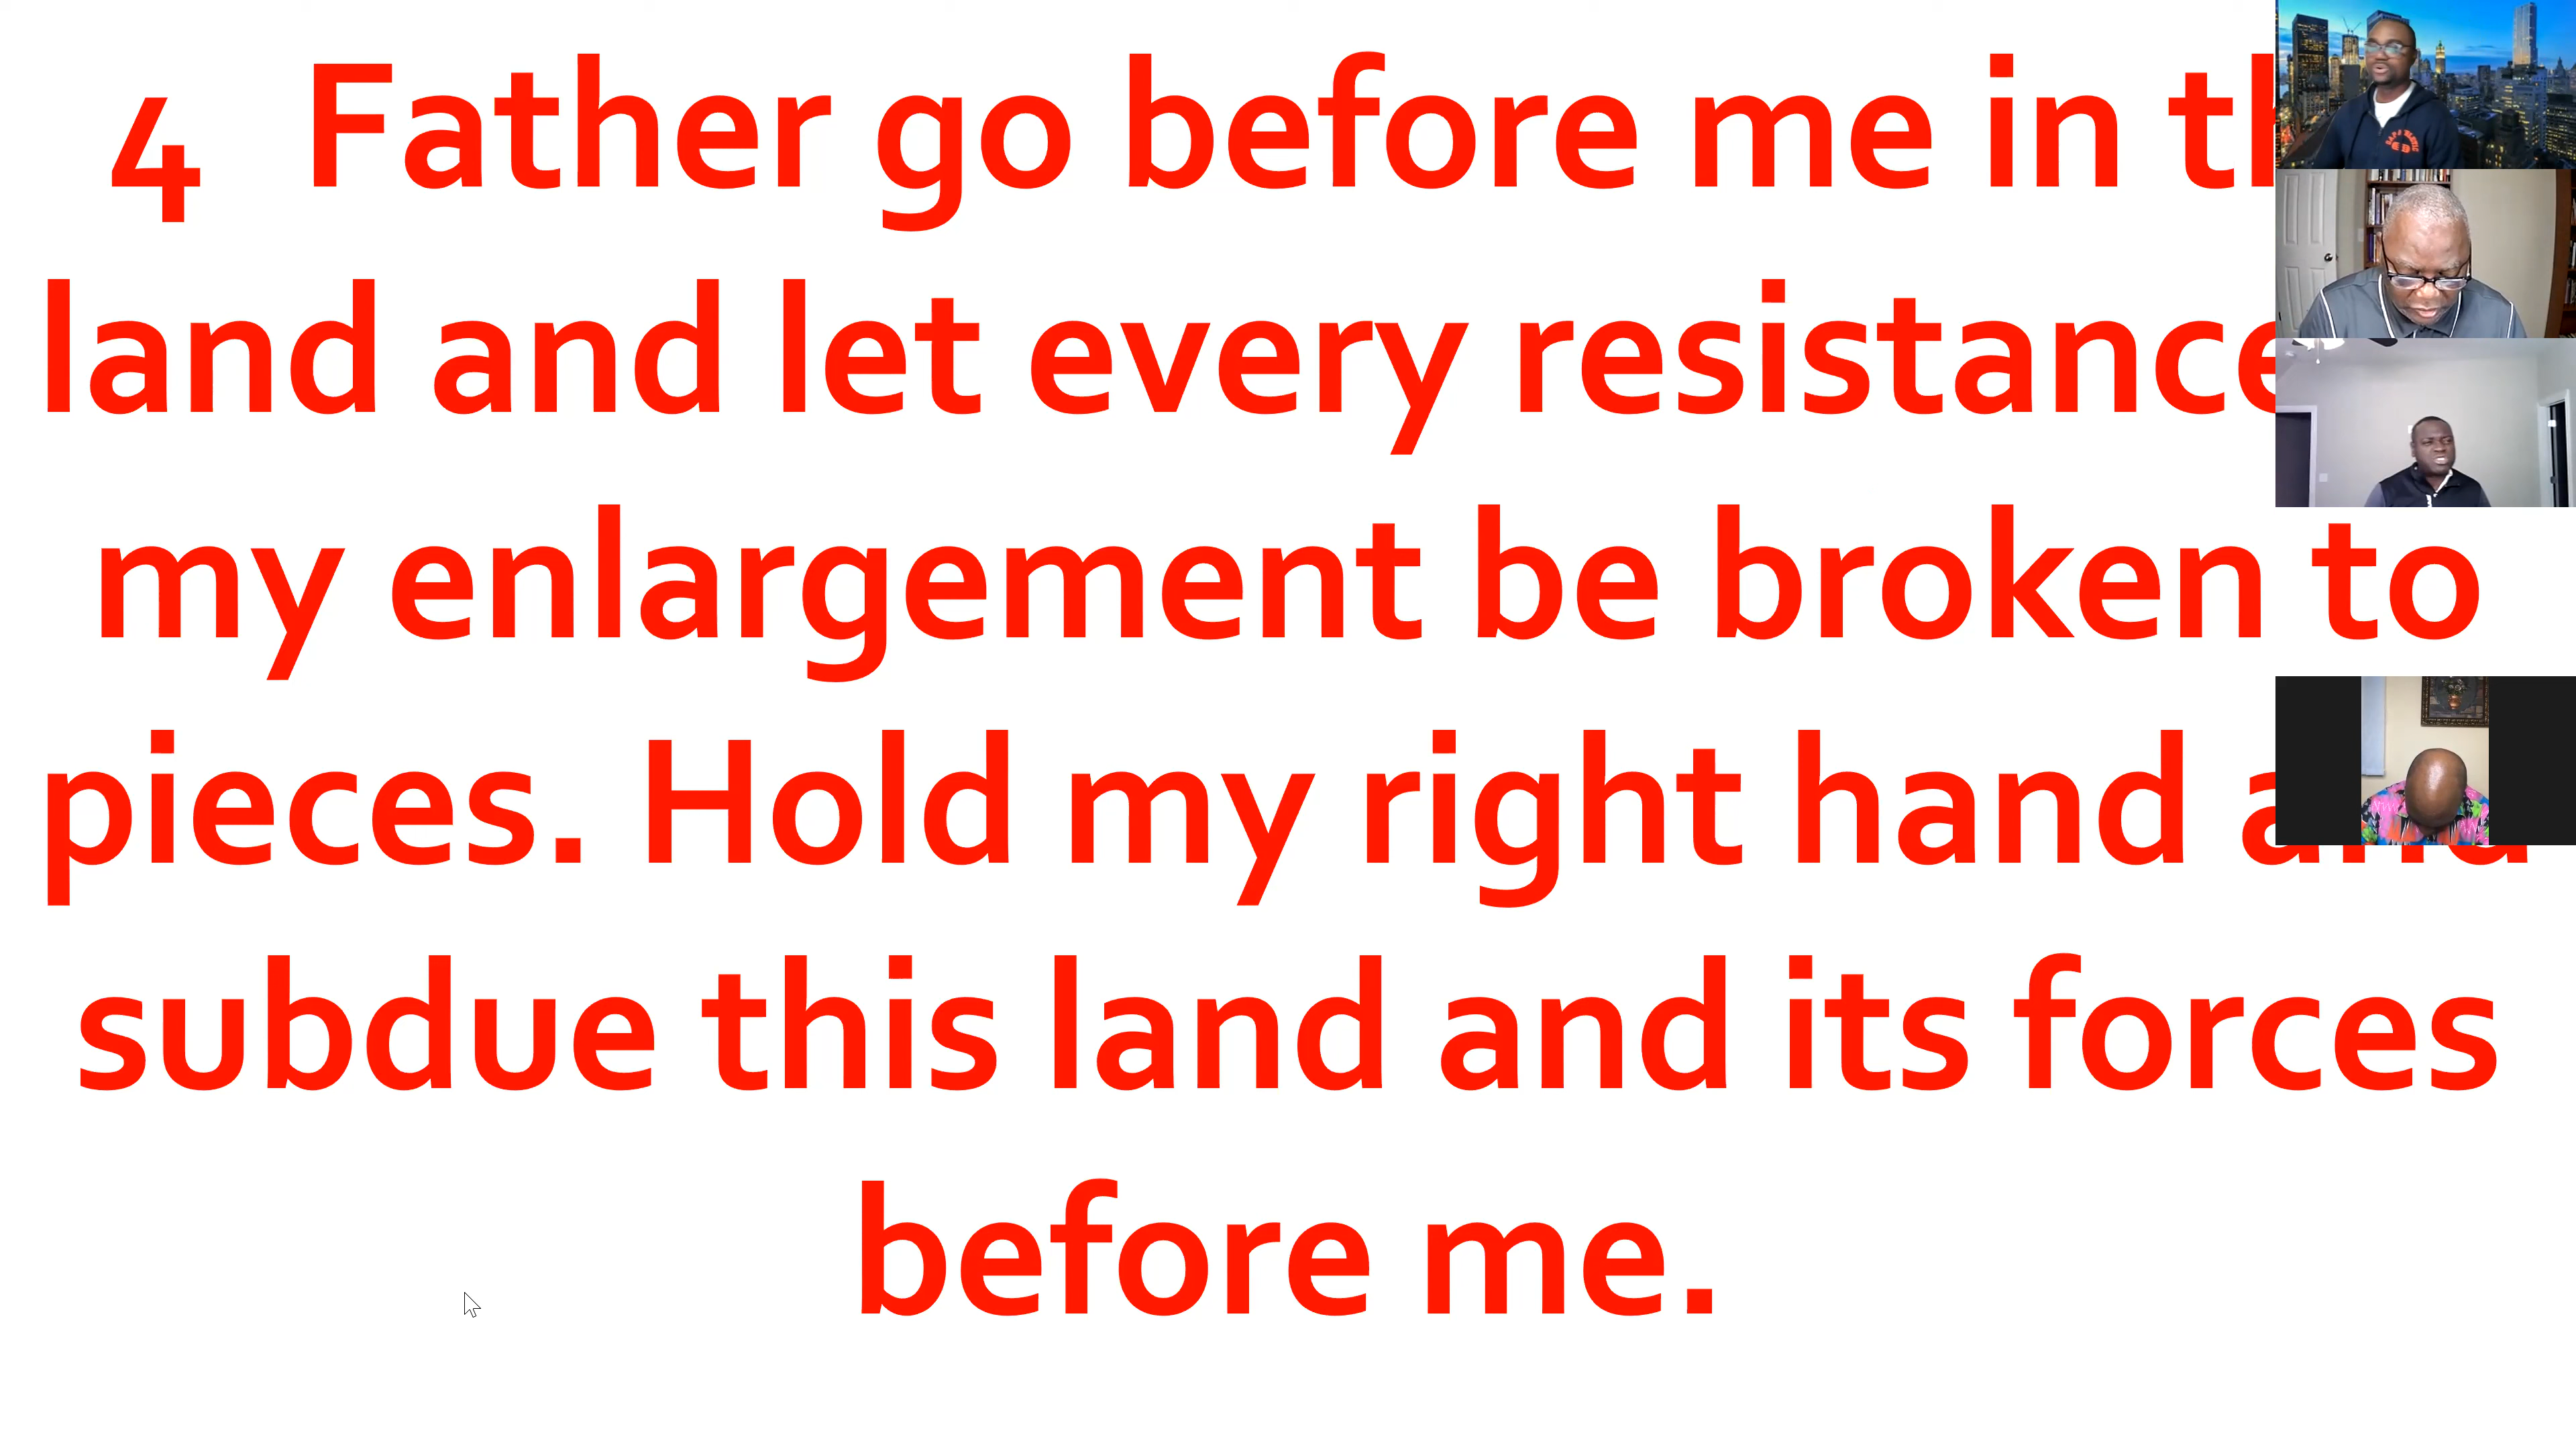 4 Father go before me in
land and let every resistance
my enlargement be broken to
pieces. Hold my right hand and
subdue this land and its forces
before me.